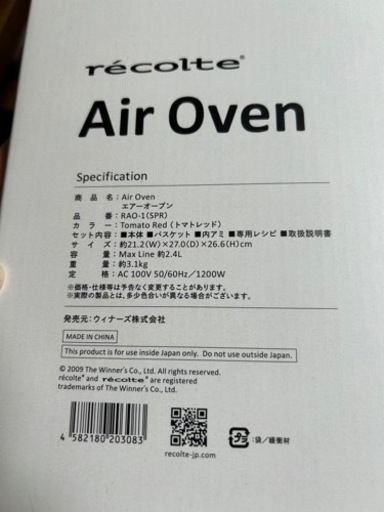 récolte®
Air Oven
Specification
商品名：Air Oven
エアーオーブン
品番：RAO-1(SPR)
カラー：Tomato Red（トマトレッド）
セット内容：■本体 ■バスケット ■内アミ ■専用レシピ ■取扱説明書
サイズ：約21.2(W)×27.0(D)×26.6(H)cm
容量：Max Line 約2.4L
重量：約3.1kg
定格：AC 100V 50/60Hz／1200W
※価格・仕様等は予告なく変更する場合がございます。
※実際の製品とは、多少色合いが異なる場合がございます。
発売元：ウィナーズ株式会社
MADE IN CHINA
This product is for use inside Japan only. Do not use outside Japan.
© 2009 The Winner's Co., Ltd. All rights reserved.
récolte® and récolte® are registered
trademarks of The Winner's Co., Ltd.
4 582180 203083
recolte-jp.com
プラ：袋／緩衝材